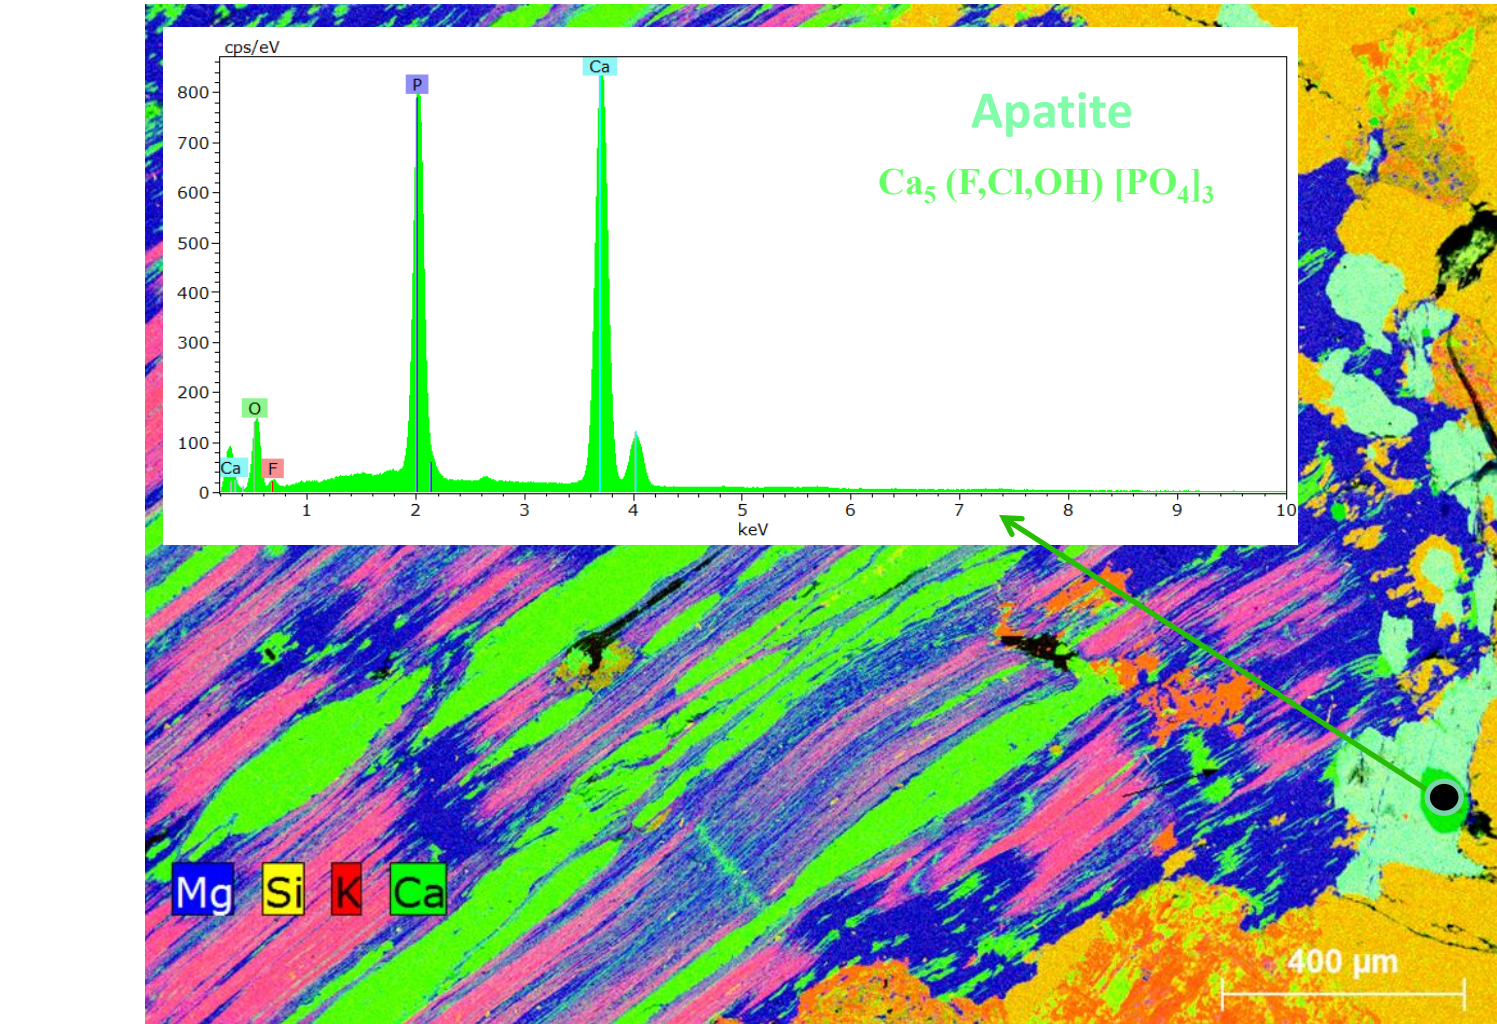 cps/eV
Ca
P
800
Apatite
700
Ca5 (F,Cl,OH) [PO4]3
600
500
400
300
200
O
100
Ca
F
0
1 2 3 4 5 6 7 8 9 10
keV
Mg Si K Ca
400 µm